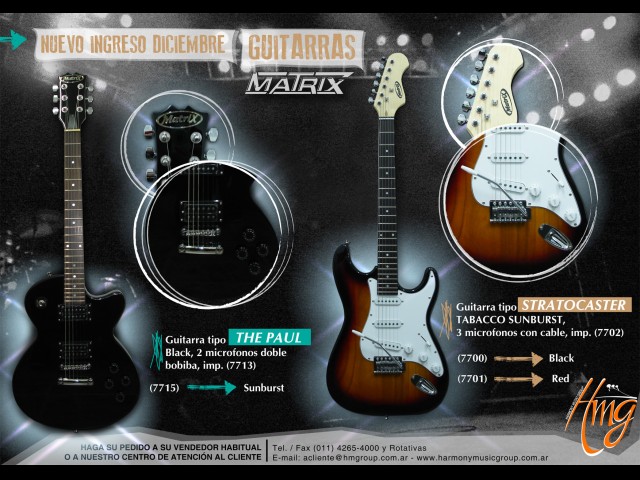 NUEVO INGRESO DICIEMBRE
GUITARRAS
MATRIX
MatriX
MatriX
Guitarra tipo THE PAUL
Black, 2 microfonos doble
bobiba, imp. (7713)
(7715) Sunburst
Guitarra tipo STRATOCASTER
TABACCO SUNBURST,
3 microfonos con cable, imp. (7702)
(7700) Black
(7701) Red
Hmg
HAGA SU PEDIDO A SU VENDEDOR HABITUAL
O A NUESTRO CENTRO DE ATENCIÓN AL CLIENTE
Tel. / Fax (011) 4265-4000 y Rotativas
E-mail: acliente@hmgroup.com.ar - www.harmonymusicgroup.com.ar